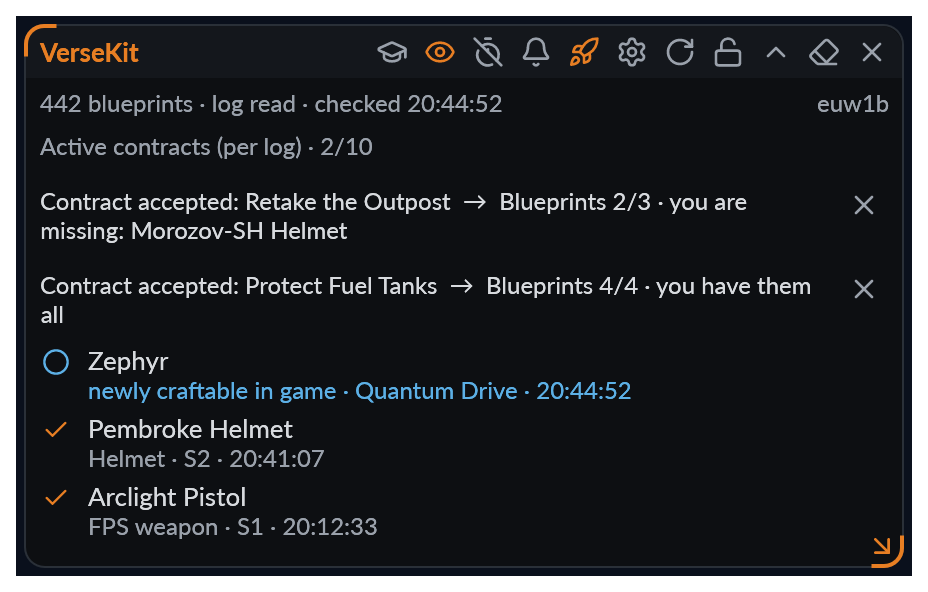 VerseKit
442 blueprints · log read · checked 20:44:52 euw1b
Active contracts (per log) · 2/10
Contract accepted: Retake the Outpost → Blueprints 2/3 · you are
missing: Morozov-SH Helmet
Contract accepted: Protect Fuel Tanks → Blueprints 4/4 · you have them
all
Zephyr
newly craftable in game · Quantum Drive · 20:44:52
Pembroke Helmet
Helmet · S2 · 20:41:07
Arclight Pistol
FPS weapon · S1 · 20:12:33